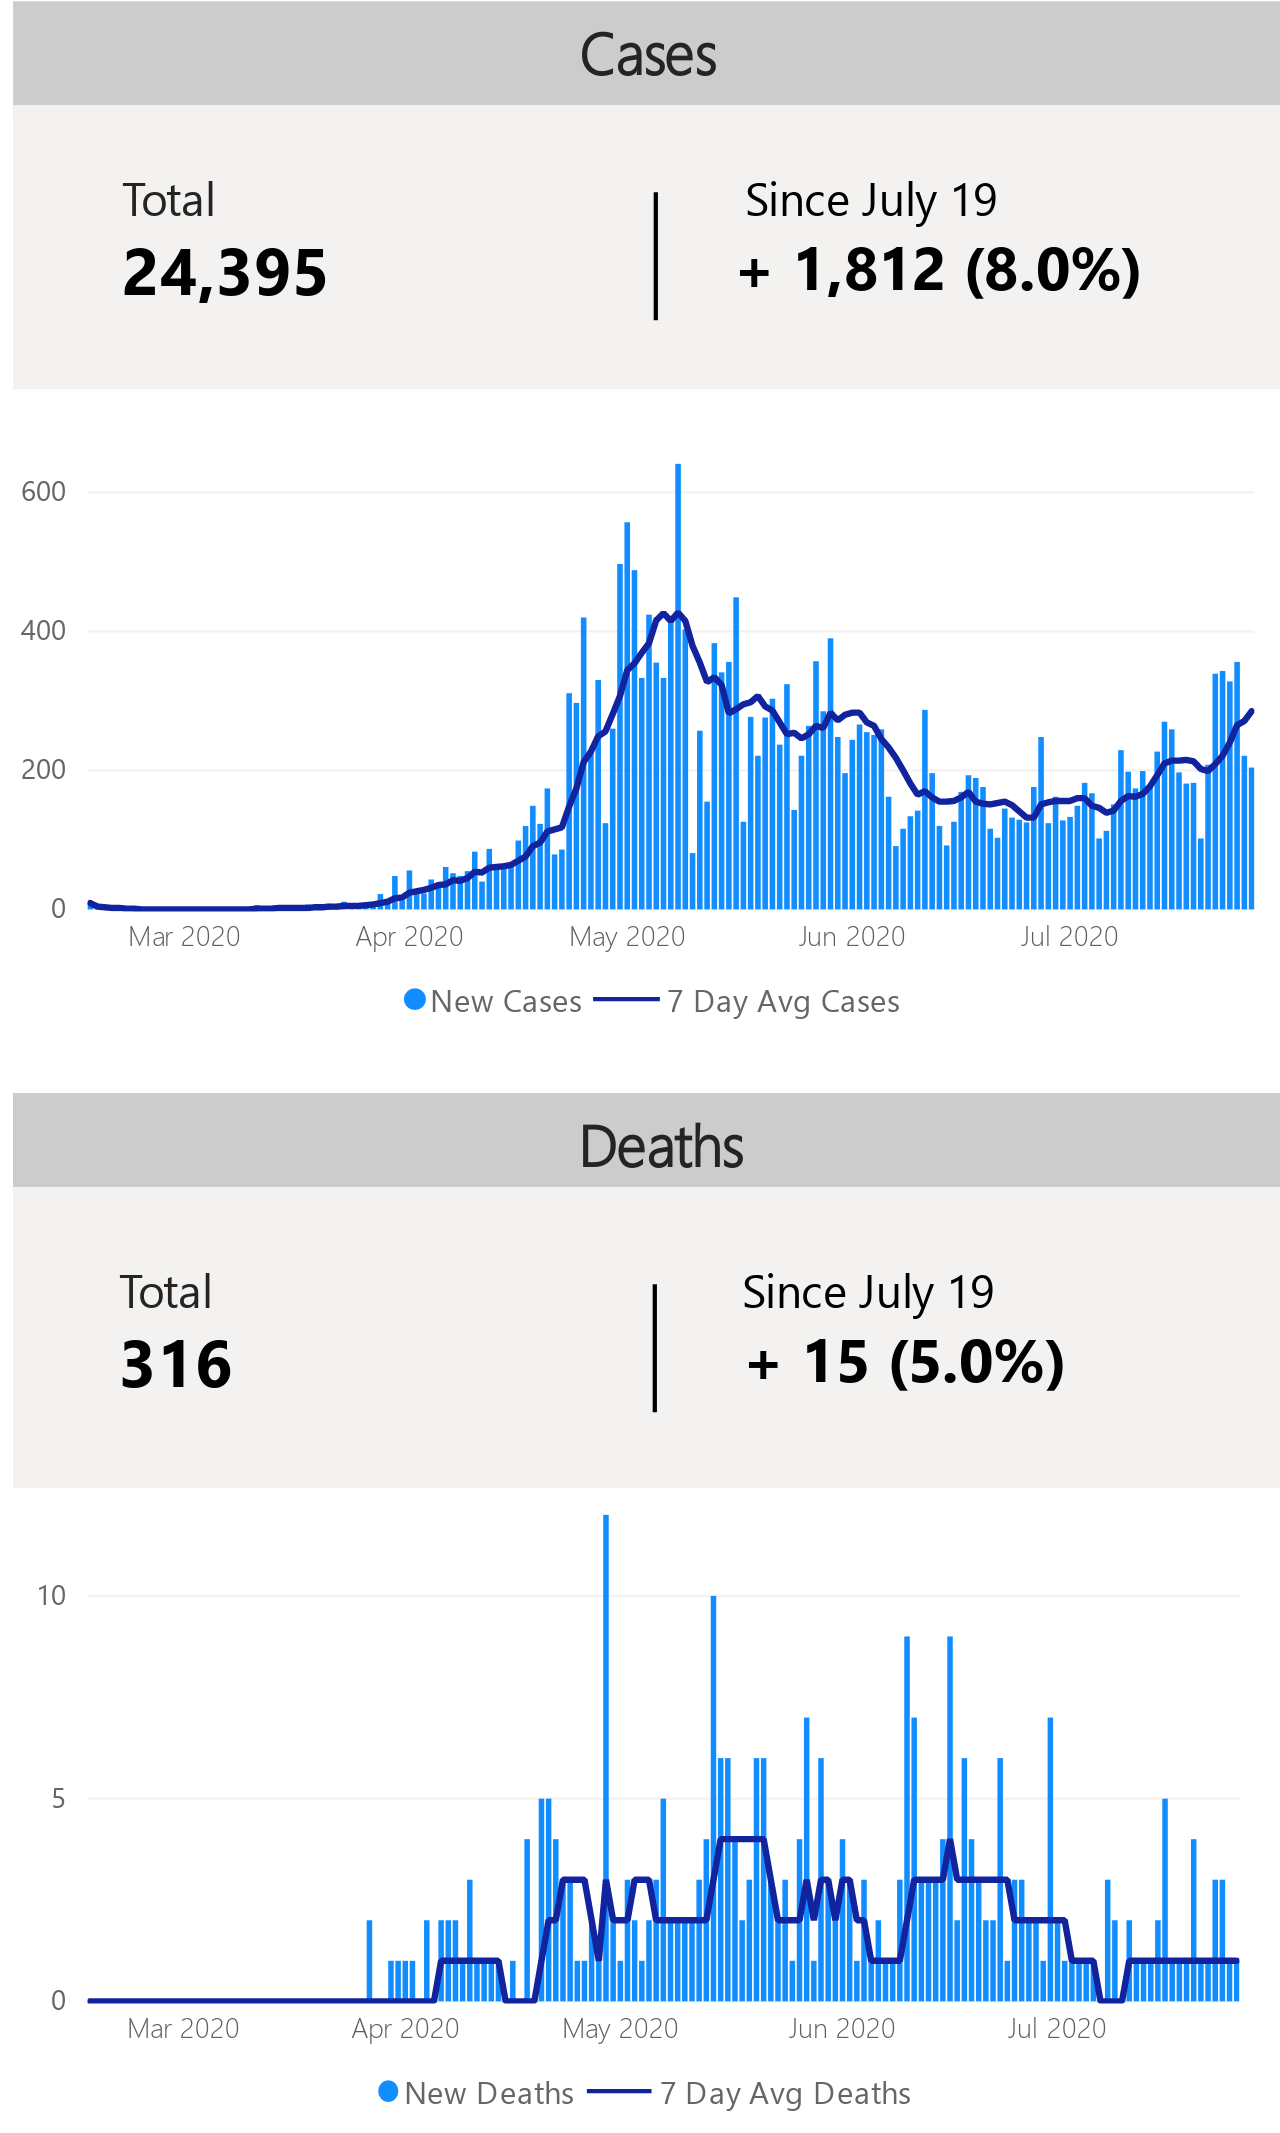 Cases
Total
Since July 19
24,395
+ 1,812 (8.0%)
600
400
200
0
Mar 2020 Apr 2020 May 2020 Jun 2020 Jul 2020
New Cases 7 Day Avg Cases
Deaths
Total
Since July 19
316
+ 15 (5.0%)
10
5
0
Mar 2020 Apr 2020 May 2020 Jun 2020 Jul 2020
New Deaths 7 Day Avg Deaths